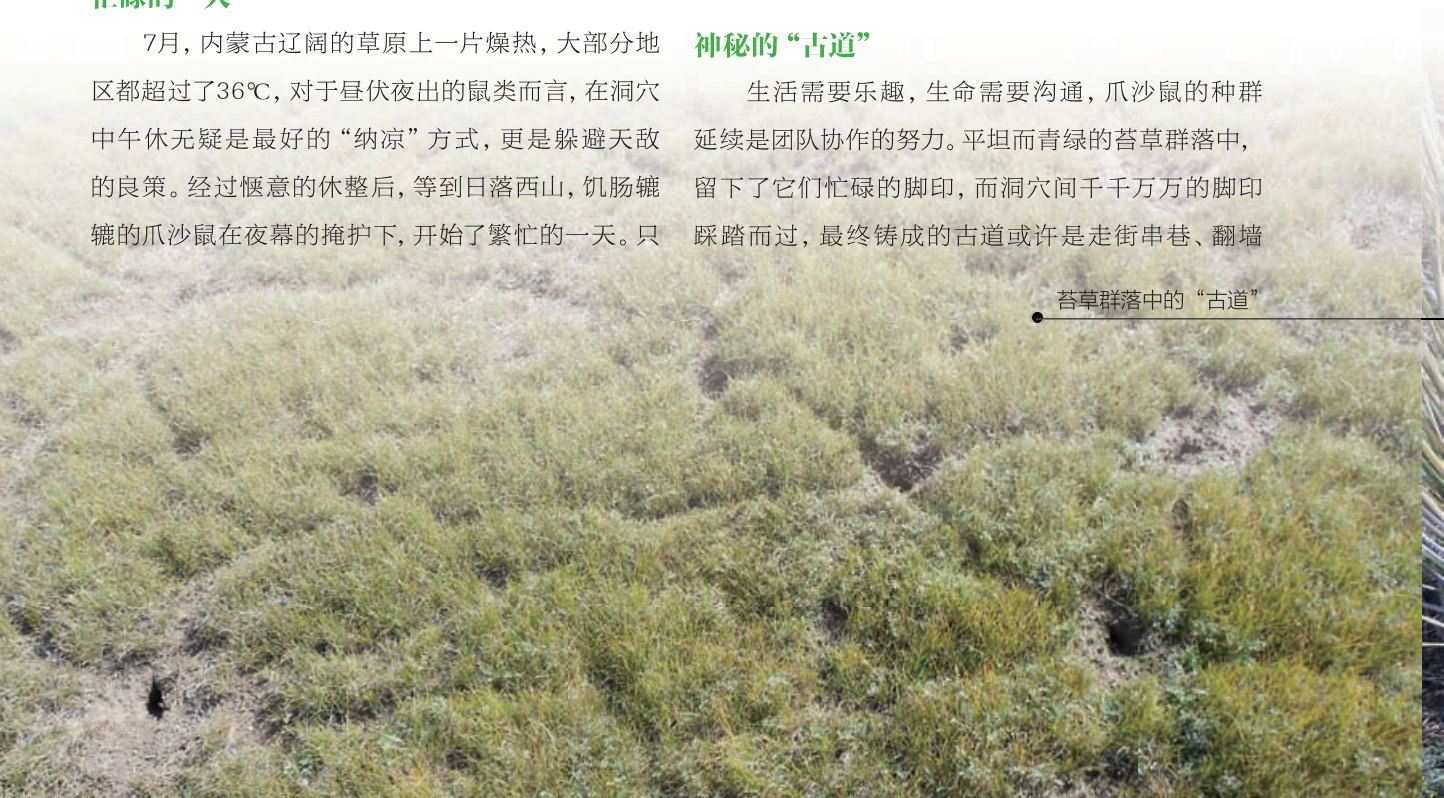 忙碌的一天
7月，内蒙古辽阔的草原上一片燥热，大部分地
区都超过了36℃，对于昼伏夜出的鼠类而言，在洞穴
中午休无疑是最好的“纳凉”方式，更是躲避天敌
的良策。经过惬意的休整后，等到日落西山，饥肠辘
辘的爪沙鼠在夜幕的掩护下，开始了繁忙的一天。只
神秘的“古道”
生活需要乐趣，生命需要沟通，爪沙鼠的种群
延续是团队协作的努力。平坦而青绿的苔草群落中，
留下了它们忙碌的脚印，而洞穴间千千万万的脚印
踩踏而过，最终铸成的古道或许是走街串巷、翻墙
苔草群落中的“古道”